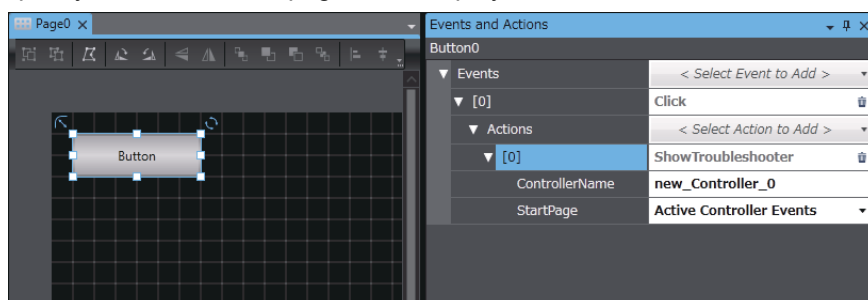 Page0
Button
Events and Actions
Button0
Events
< Select Event to Add >
[0]
Click
Actions
< Select Action to Add >
[0]
ShowTroubleshooter
ControllerName
new_Controller_0
StartPage
Active Controller Events